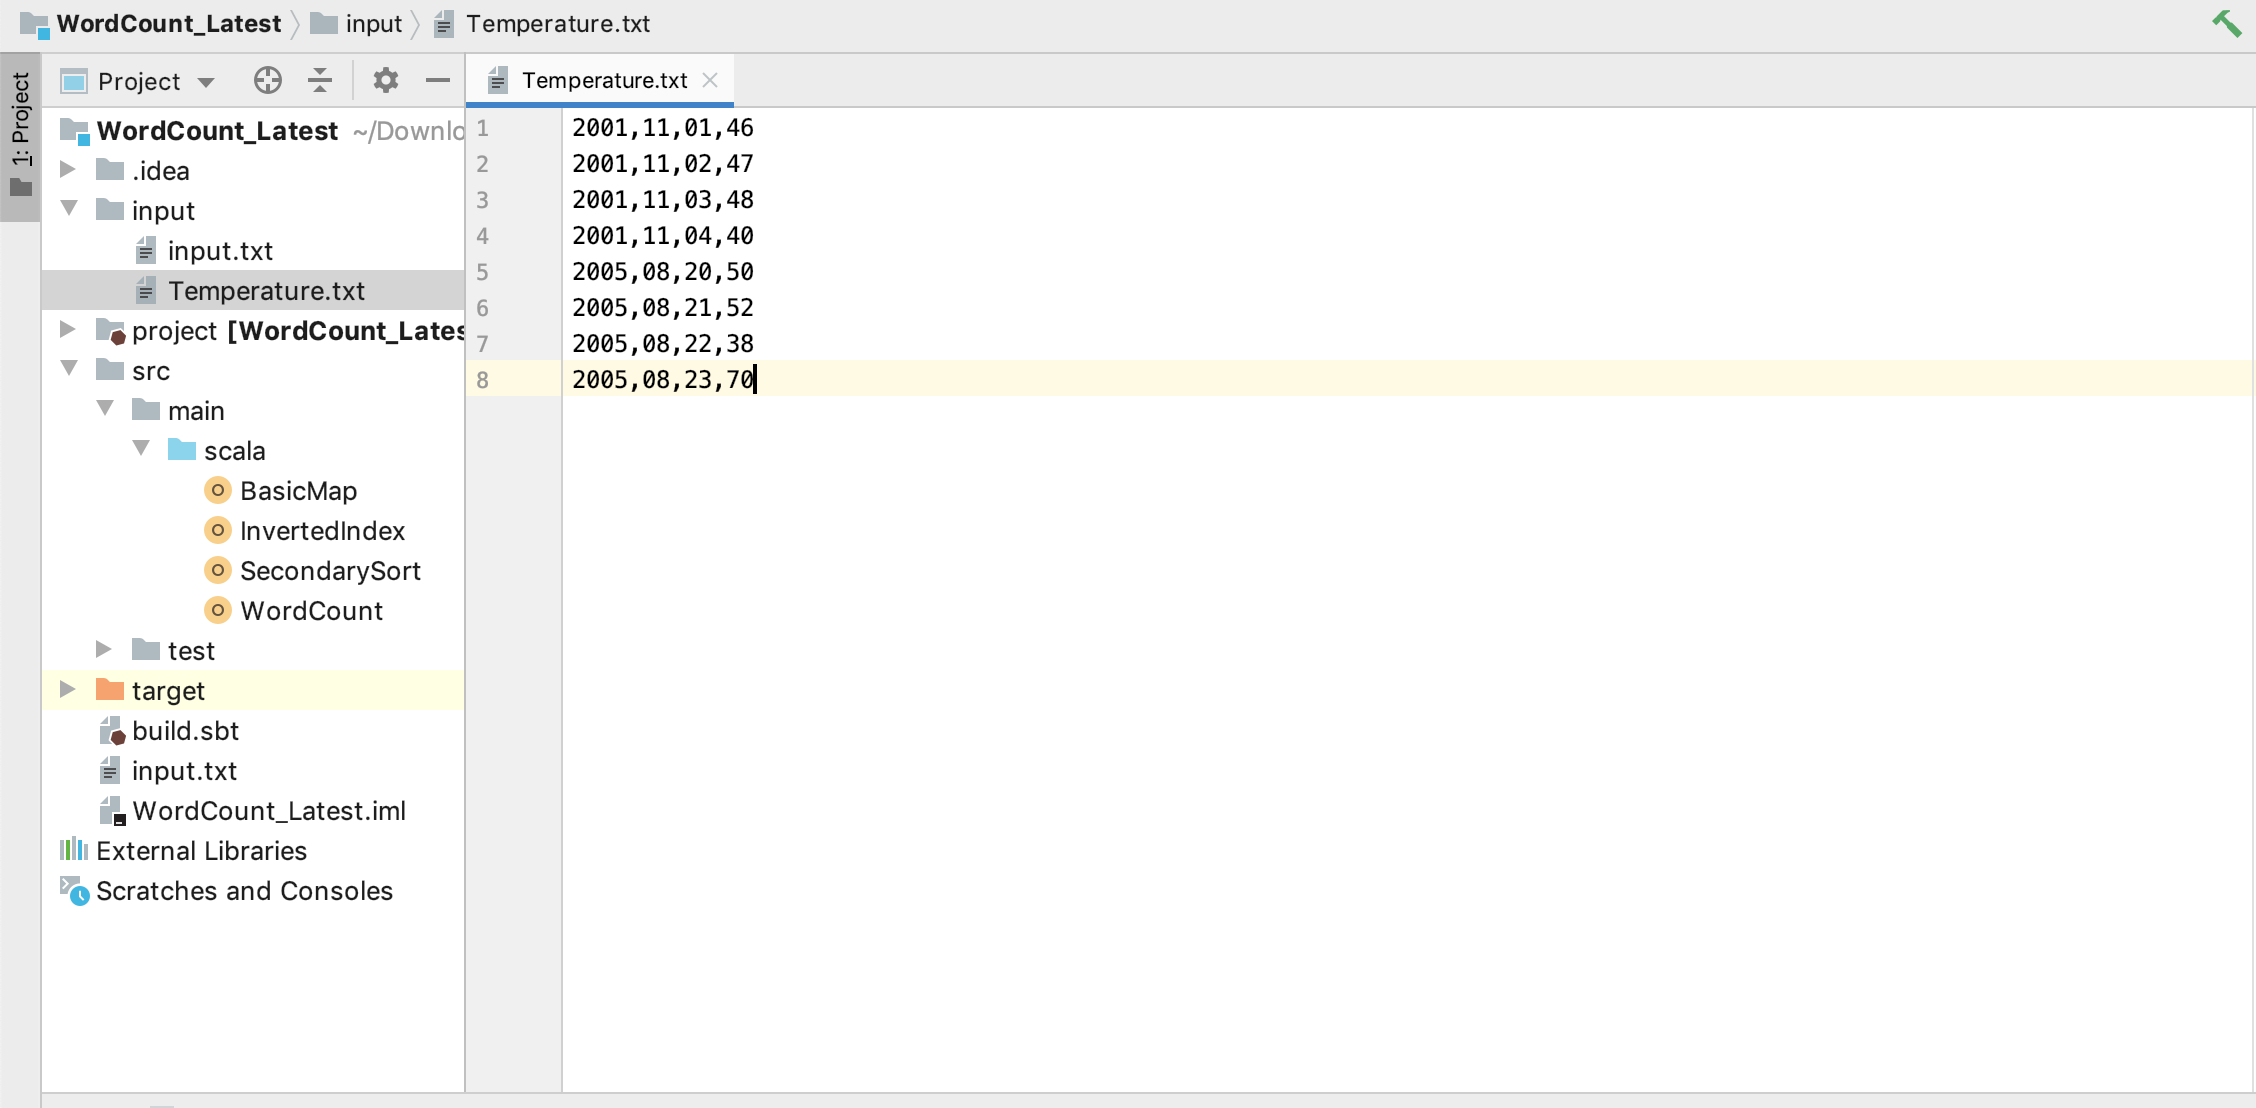 WordCount_Latest input Temperature.txt
1: Project
Project
Temperature.txt
WordCount_Latest ~/Downlo
.idea
input
input.txt
Temperature.txt
project [WordCount_Lates
src
main
scala
BasicMap
InvertedIndex
SecondarySort
WordCount
test
target
build.sbt
input.txt
WordCount_Latest.iml
External Libraries
Scratches and Consoles
1 2001,11,01,46
2 2001,11,02,47
3 2001,11,03,48
4 2001,11,04,40
5 2005,08,20,50
6 2005,08,21,52
7 2005,08,22,38
8 2005,08,23,70